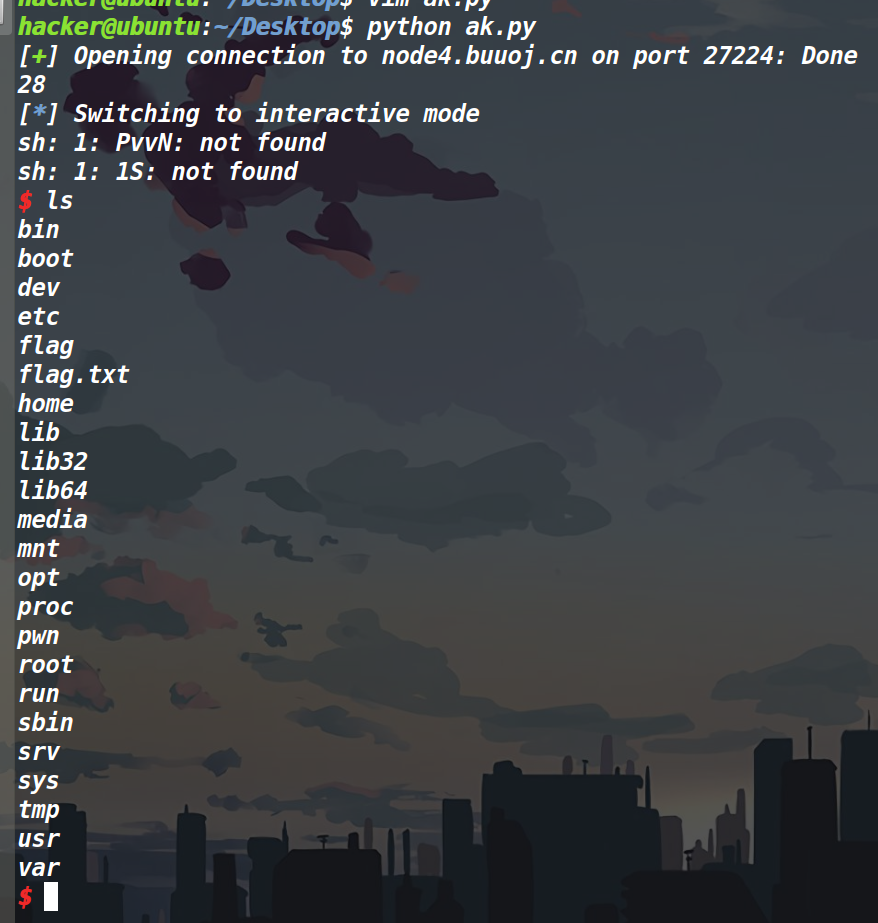 hacker@ubuntu:~/Desktop$ vim ak.py
hacker@ubuntu:~/Desktop$ python ak.py
[+] Opening connection to node4.buuoj.cn on port 27224: Done
28
[*] Switching to interactive mode
sh: 1: PvvN: not found
sh: 1: 1S: not found
$ ls
bin
boot
dev
etc
flag
flag.txt
home
lib
lib32
lib64
media
mnt
opt
proc
pwn
root
run
sbin
srv
sys
tmp
usr
var
$